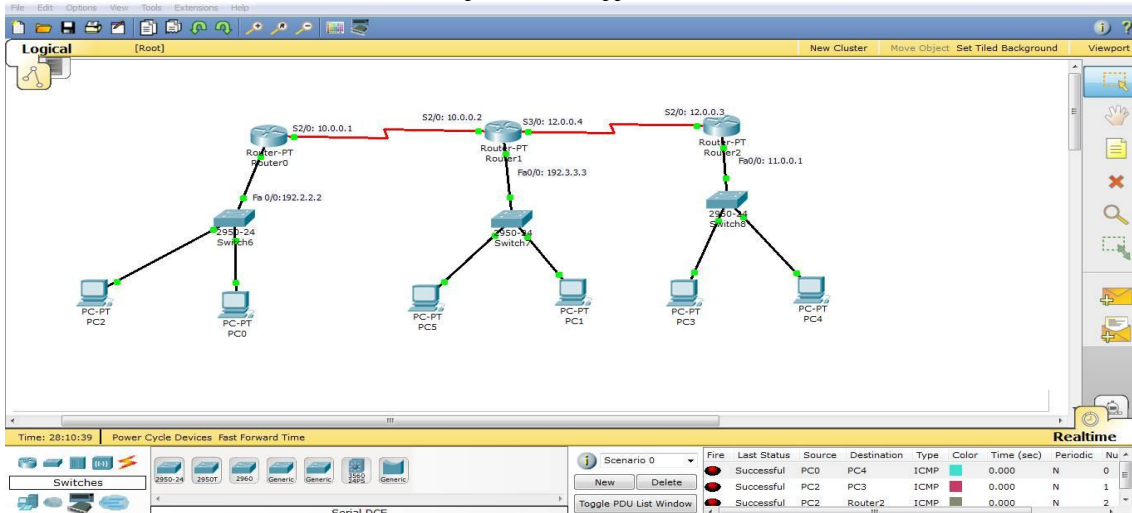 File Edit Options View Tools Extensions Help
Logical [Root] New Cluster Move Object Set Tiled Background Viewport
S2/0: 10.0.0.1
S2/0: 10.0.0.2
S3/0: 12.0.0.4
S2/0: 12.0.0.3
Router-PT
Router0
Router-PT
Router1
Router-PT
Router2
Fa 0/0:192.2.2.2
Fa0/0: 192.3.3.3
Fa0/0: 11.0.0.1
2950-24
Switch6
2950-24
Switch7
2950-24
Switch8
PC-PT
PC2
PC-PT
PC0
PC-PT
PC5
PC-PT
PC1
PC-PT
PC3
PC-PT
PC4
Time: 28:10:39 Power Cycle Devices Fast Forward Time Realtime
Switches
2950-24 2950T 2960 Generic Generic 3560 24PS Generic
Serial DCE
Scenario 0
New Delete
Toggle PDU List Window
Fire Last Status Source Destination Type Color Time (sec) Periodic Nu
Successful PC0 PC4 ICMP 0.000 N 0
Successful PC2 PC3 ICMP 0.000 N 1
Successful PC2 Router2 ICMP 0.000 N 2